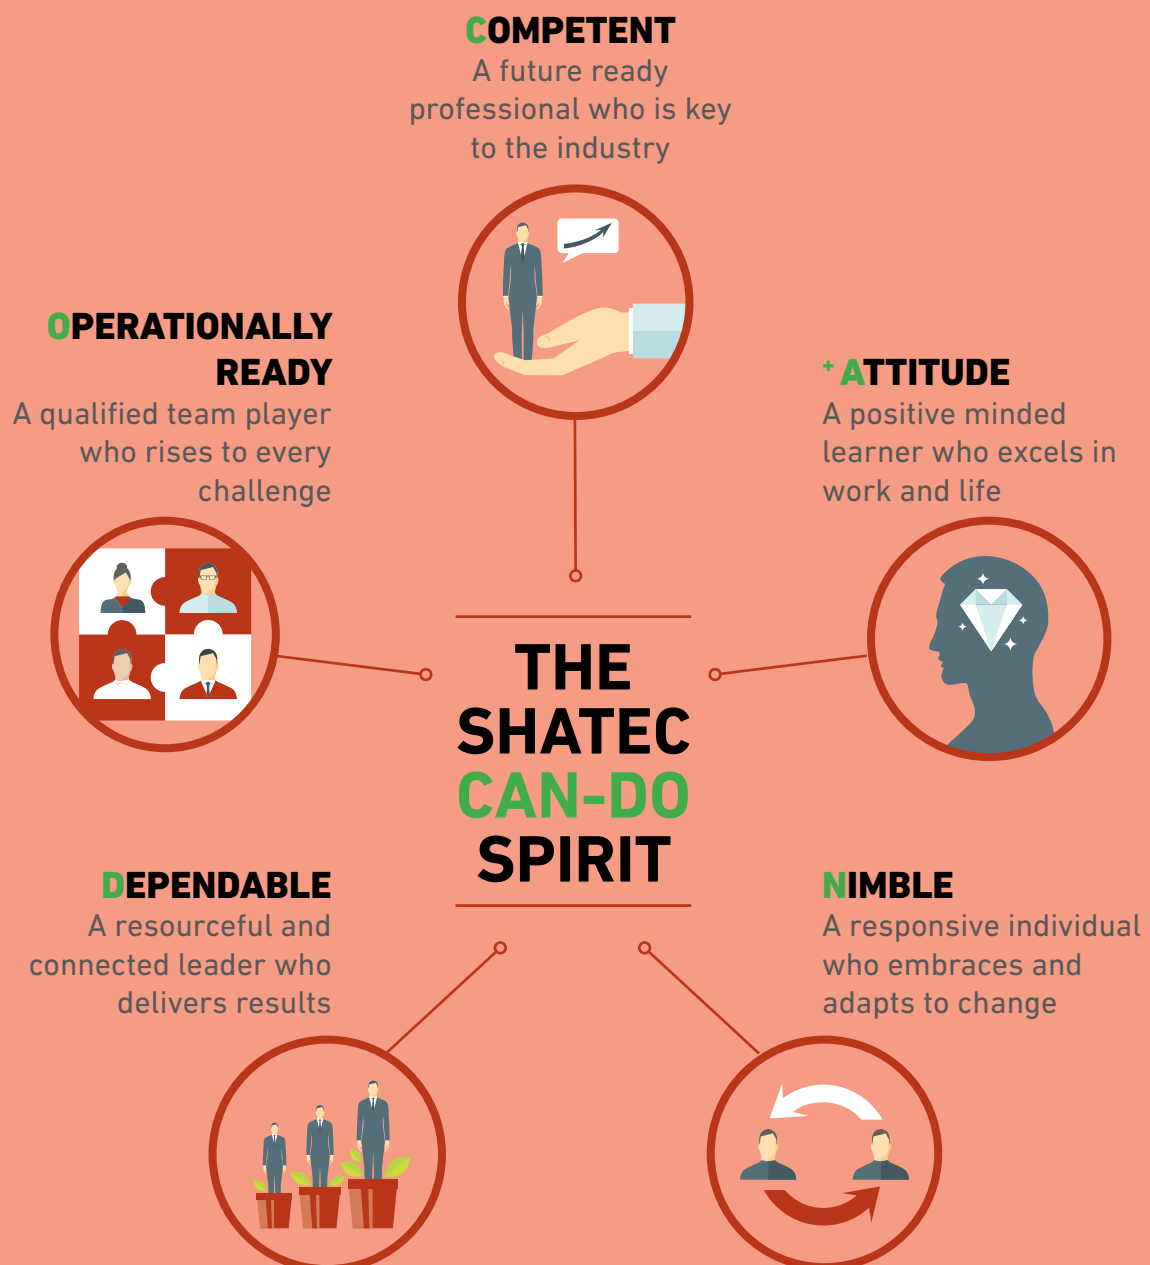 COMPETENT
A future ready
professional who is key
to the industry
OPERATIONALLY
READY
A qualified team player
who rises to every
challenge
+ ATTITUDE
A positive minded
learner who excels in
work and life
THE
SHATEC
CAN-DO
SPIRIT
DEPENDABLE
A resourceful and
connected leader who
delivers results
NIMBLE
A responsive individual
who embraces and
adapts to change